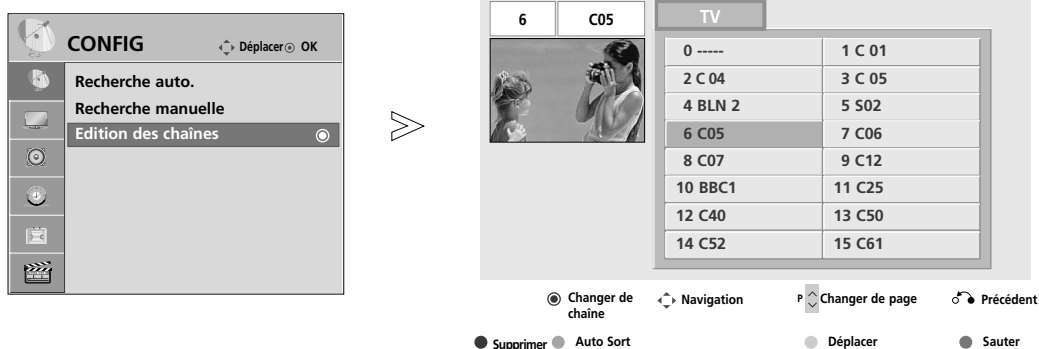 CONFIG
Déplacer OK
Recherche auto.
Recherche manuelle
Edition des chaînes
6 C05
TV
0 ----- 1 C 01
2 C 04 3 C 05
4 BLN 2 5 S02
6 C05 7 C06
8 C07 9 C12
10 BBC1 11 C25
12 C40 13 C50
14 C52 15 C61
Changer de
chaîne
Navigation
P Changer de page
Précédent
Supprimer Auto Sort Déplacer Sauter